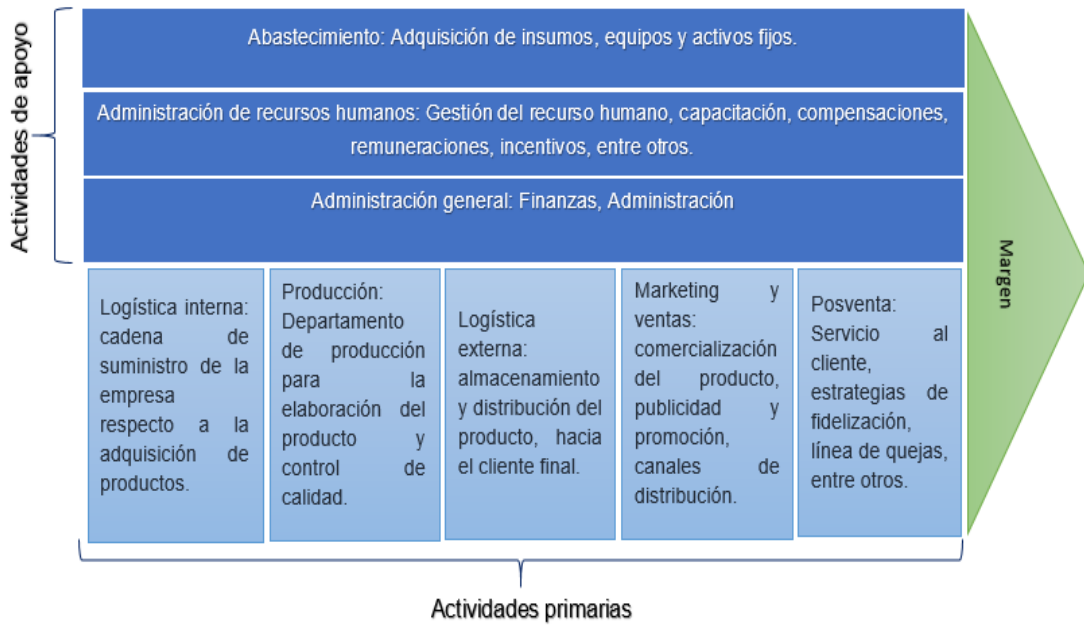 Actividades de apoyo
Abastecimiento: Adquisición de insumos, equipos y activos fijos.
Administración de recursos humanos: Gestión del recurso humano, capacitación, compensaciones,
remuneraciones, incentivos, entre otros.
Administración general: Finanzas, Administración
Logística interna:
cadena de
suministro de la
empresa
respecto a la
adquisición de
productos.
Producción:
Departamento
de producción
para la
elaboración del
producto y
control de
calidad.
Logística
externa:
almacenamiento
y distribución del
producto, hacia
el cliente final.
Marketing y
ventas:
comercialización
del producto,
publicidad y
promoción,
canales de
distribución.
Posventa:
Servicio al
cliente,
estrategias de
fidelización,
línea de quejas,
entre otros.
Margen
Actividades primarias